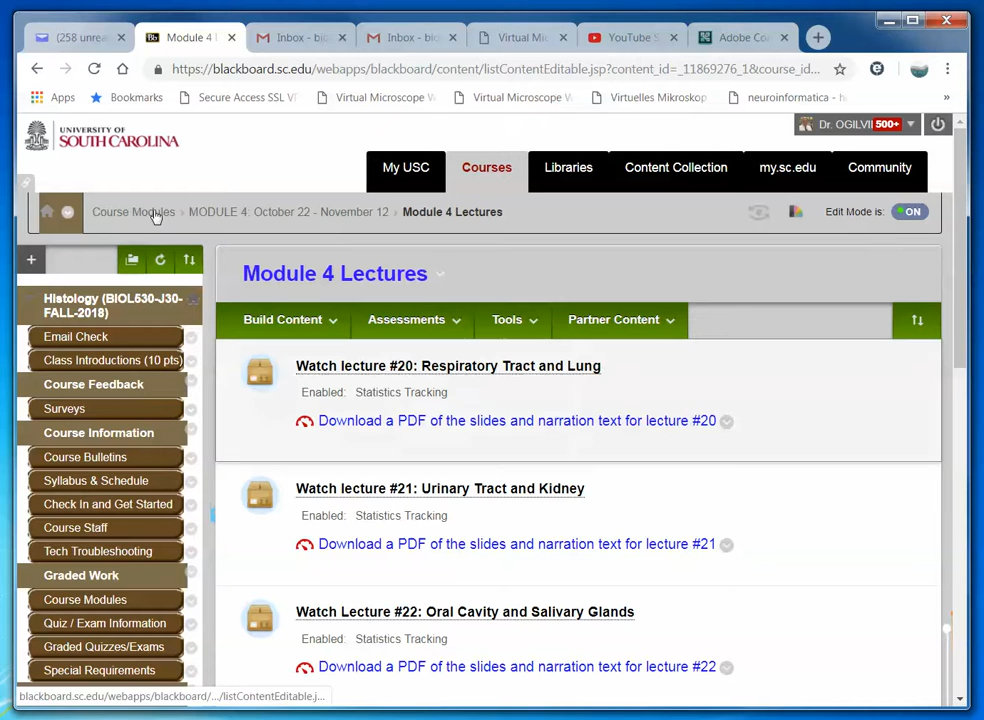 (258 unrea
Module 4 L
Inbox - bio
Inbox - bio
Virtual Mic
YouTube S
Adobe Co
https://blackboard.sc.edu/webapps/blackboard/content/listContentEditable.jsp?content_id=_11869276_1&course_id...
Apps
Bookmarks
Secure Access SSL VP
Virtual Microscope W
Virtual Microscope W
Virtuelles Mikroskop
neuroinformatica - h
»
UNIVERSITY OF
SOUTH CAROLINA
Dr. OGILVI
500+
My USC
Courses
Libraries
Content Collection
my.sc.edu
Community
Course Modules
MODULE 4: October 22 - November 12
Module 4 Lectures
Edit Mode is:
ON
Histology (BIOL530-J30-
FALL-2018)
Email Check
Class Introductions (10 pts)
Course Feedback
Surveys
Course Information
Course Bulletins
Syllabus & Schedule
Check In and Get Started
Course Staff
Tech Troubleshooting
Graded Work
Course Modules
Quiz / Exam Information
Graded Quizzes/Exams
Special Requirements
Module 4 Lectures
Build Content
Assessments
Tools
Partner Content
Watch lecture #20: Respiratory Tract and Lung
Enabled: Statistics Tracking
Download a PDF of the slides and narration text for lecture #20
Watch lecture #21: Urinary Tract and Kidney
Enabled: Statistics Tracking
Download a PDF of the slides and narration text for lecture #21
Watch Lecture #22: Oral Cavity and Salivary Glands
Enabled: Statistics Tracking
Download a PDF of the slides and narration text for lecture #22
blackboard.sc.edu/webapps/blackboard/.../listContentEditable.j...